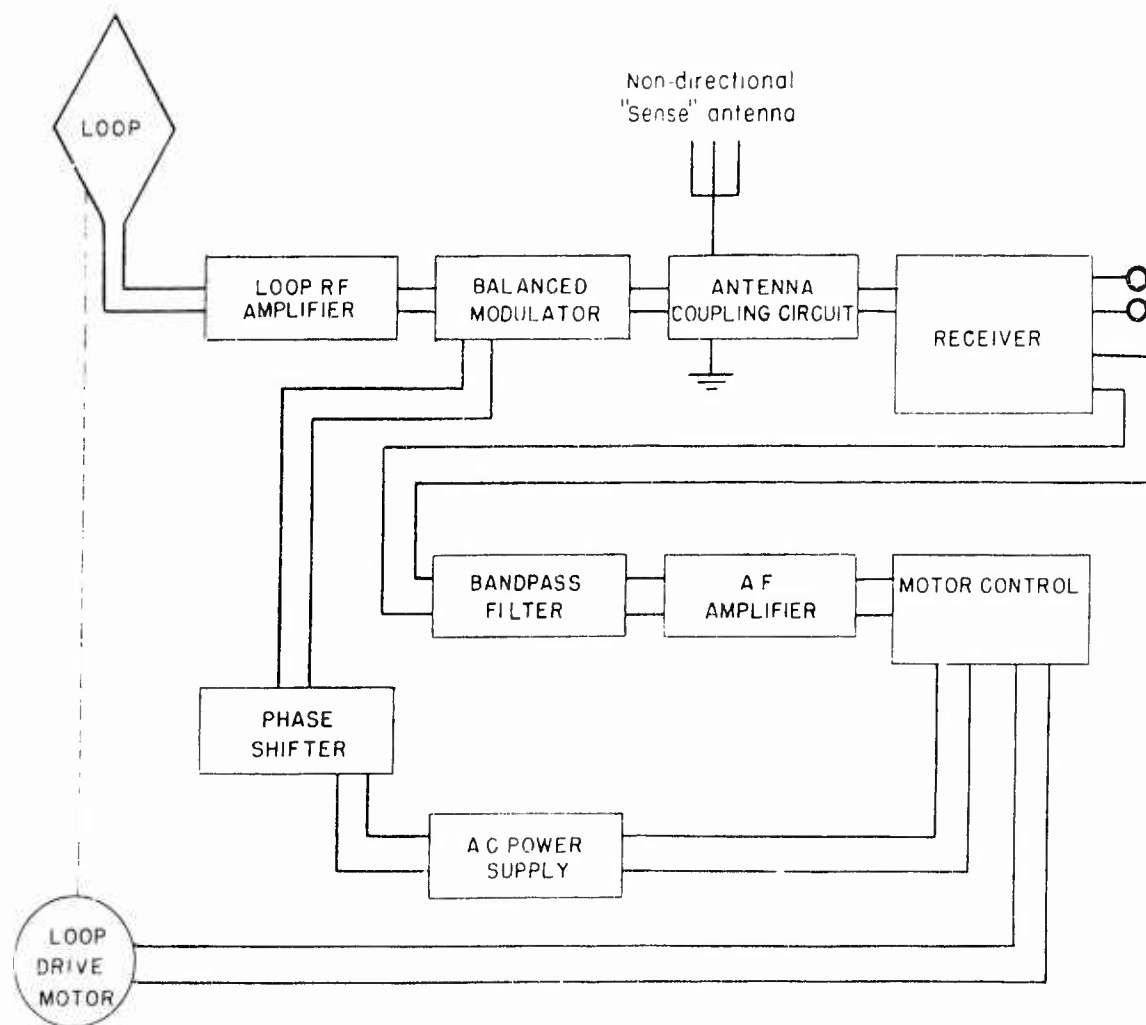 LOOP
Non-directional
"Sense" antenna
LOOP RF
AMPLIFIER
BALANCED
MODULATOR
ANTENNA
COUPLING CIRCUIT
RECEIVER
BANDPASS
FILTER
A F
AMPLIFIER
MOTOR CONTROL
PHASE
SHIFTER
A C POWER
SUPPLY
LOOP
DRIVE
MOTOR